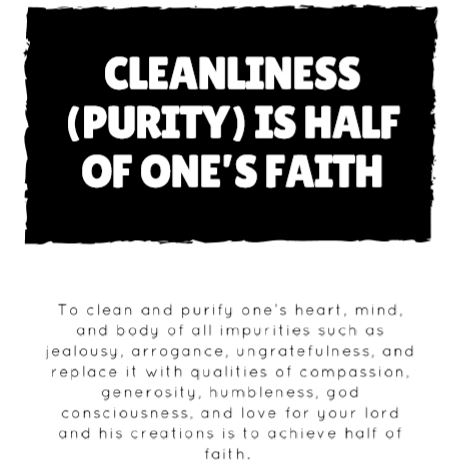 CLEANLINESS
(PURITY) IS HALF
OF ONE'S FAITH
To clean and purify one's heart, mind,
and body of all impurities such as
jealousy, arrogance, ungratefulness, and
replace it with qualities of compassion,
generosity, humbleness, god
consciousness, and love for your lord
and his creations is to achieve half of
faith.